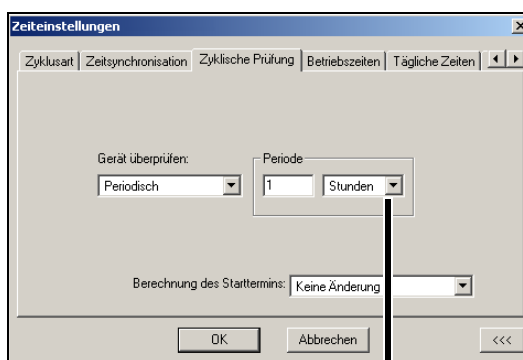 Zeiteinstellungen
Zyklusart Zeitsynchronisation Zyklische Prüfung Betriebszeiten Tägliche Zeiten
Gerät überprüfen:
Periode
Periodisch
1 Stunden
Berechnung des Starttermins: Keine Änderung
OK Abbrechen <<<